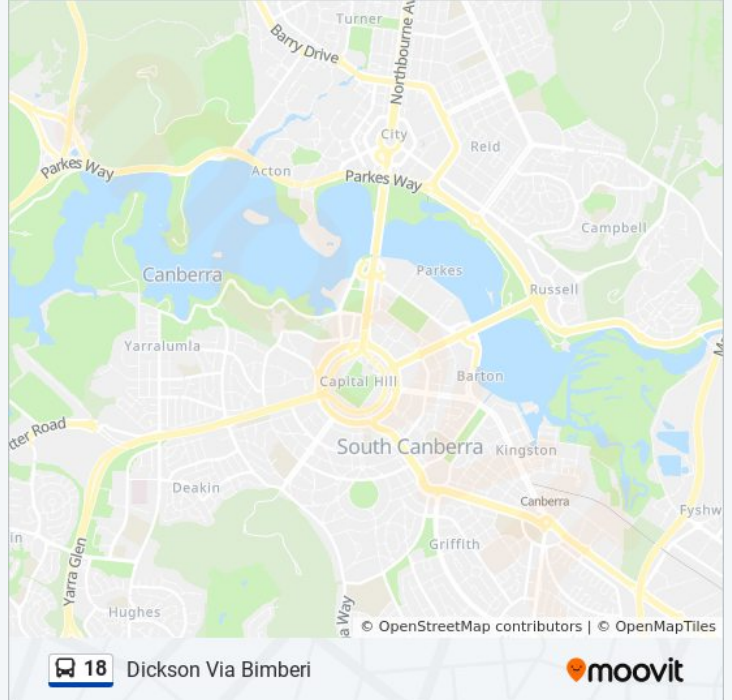 Turner
Northbourne Av
Barry Drive
City
Reid
Parkes Way
Acton
Parkes Way
Campbell
Canberra
Parkes
Russell
Yarralumla
Capital Hill
Barton
tter Road
South Canberra
Kingston
Deakin
Canberra
Fyshw
in
Griffith
Yarra Glen
Hughes
a Way
© OpenStreetMap contributors | © OpenMapTiles
18 Dickson Via Bimberi
moovit